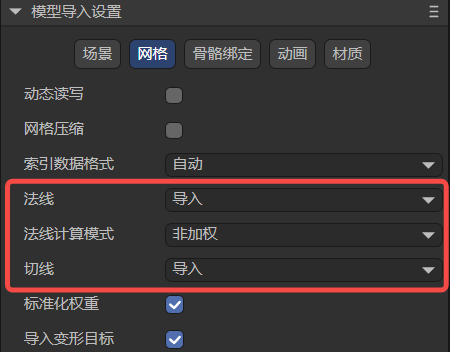 模型导入设置
场景 网格 骨骼绑定 动画 材质
动态读写
网格压缩
索引数据格式 自动
法线 导入
法线计算模式 非加权
切线 导入
标准化权重
导入变形目标